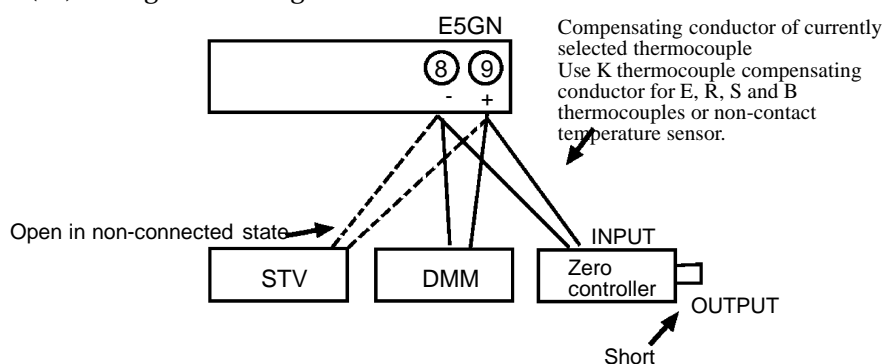 E5GN
8 9
- +
Compensating conductor of currently
selected thermocouple
Use K thermocouple compensating
conductor for E, R, S and B
thermocouples or non-contact
temperature sensor.
Open in non-connected state
INPUT
STV
DMM
Zero
controller
OUTPUT
Short